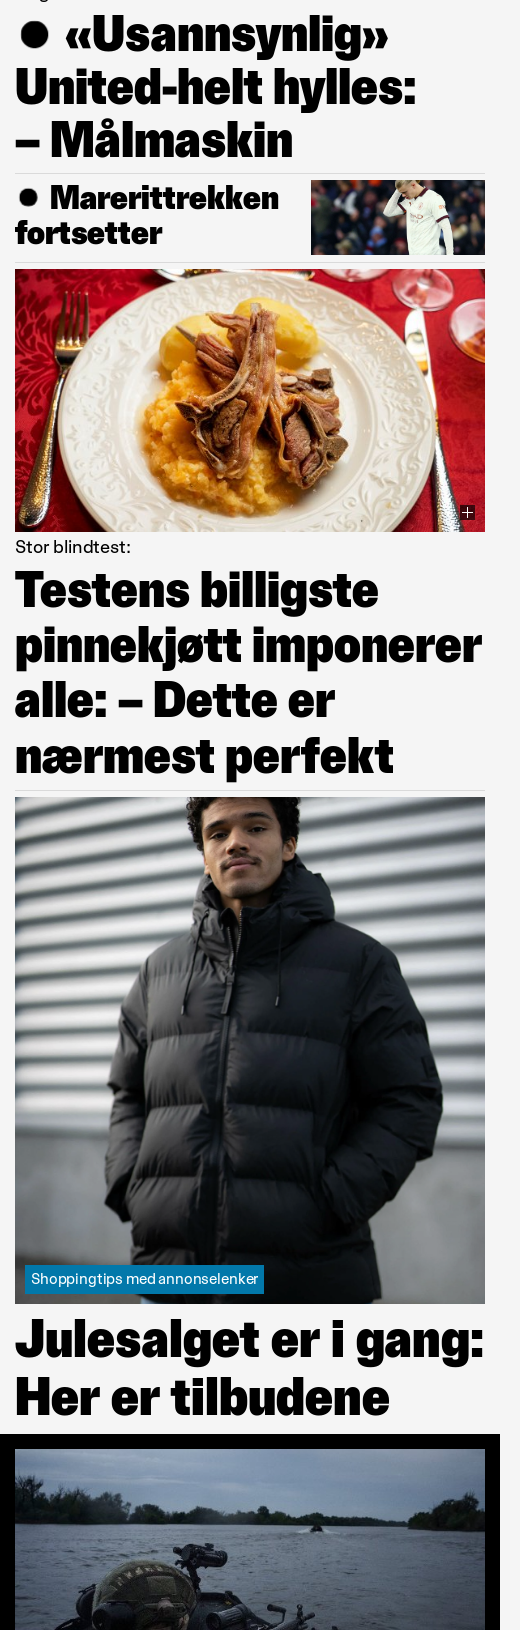 «Usannsynlig»
United-helt hylles:
– Målmaskin
Marerittrekken
fortsetter
Stor blindtest:
Testens billigste
pinnekjøtt imponerer
alle: – Dette er
nærmest perfekt
Shoppingtips med annonselenker
Julesalget er i gang:
Her er tilbudene